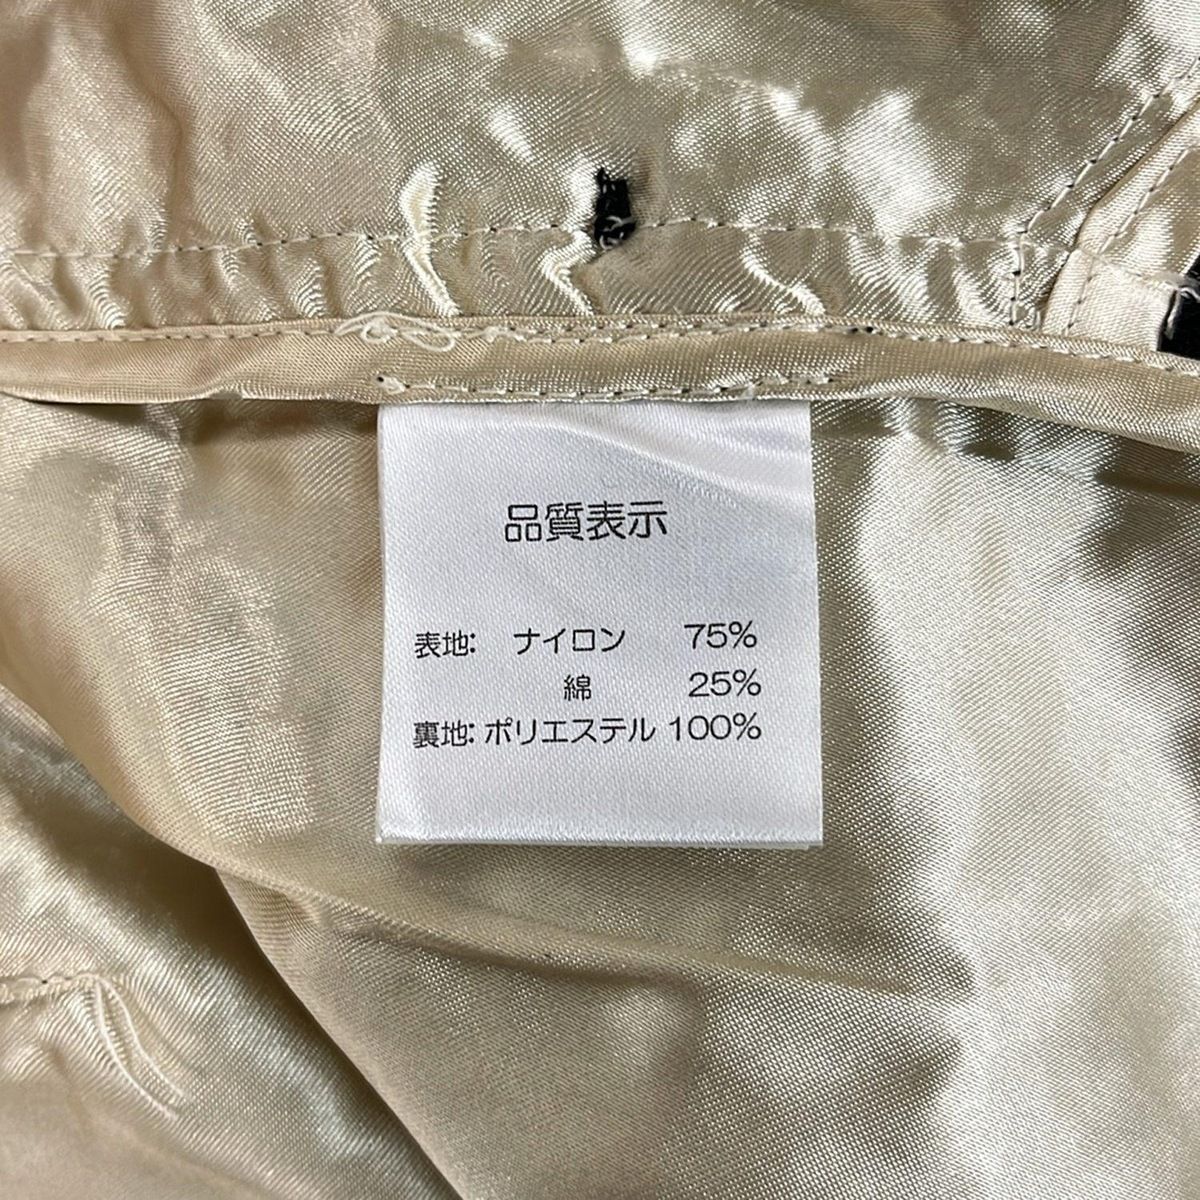 品質表示
表地: ナイロン 75%
綿 25%
裏地: ポリエステル 100%